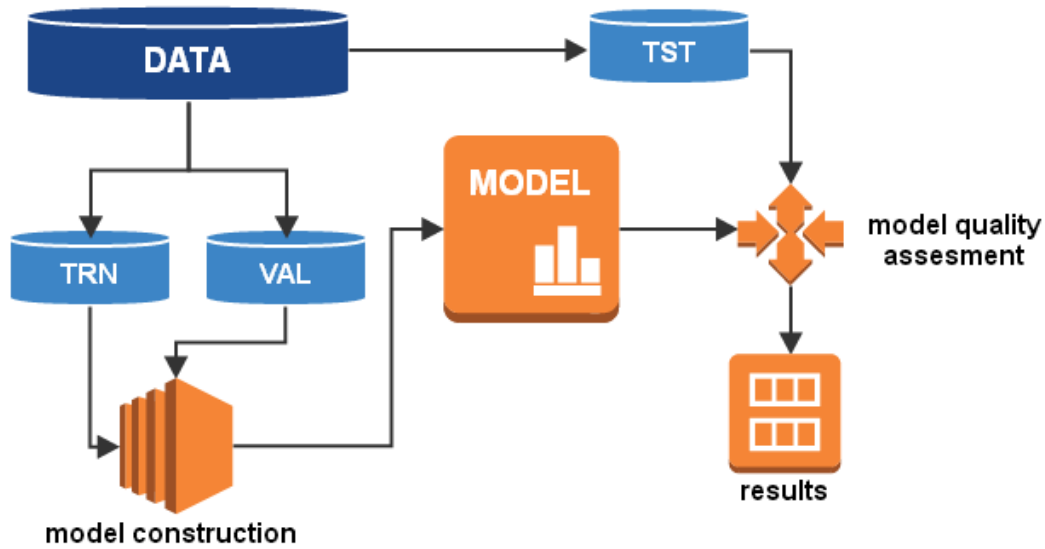 DATA
TST
MODEL
TRN
VAL
model quality
assesment
results
model construction